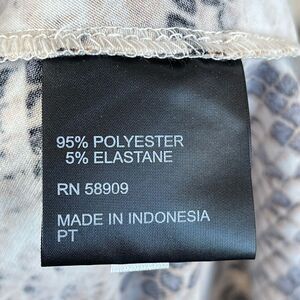 95% POLYESTER
5% ELASTANE
RN 58909
MADE IN INDONESIA
PT